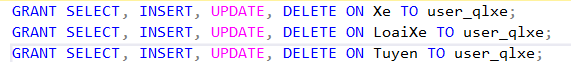 GRANT SELECT, INSERT, UPDATE, DELETE ON Xe TO user_qlxe;
GRANT SELECT, INSERT, UPDATE, DELETE ON LoaiXe TO user_qlxe;
GRANT SELECT, INSERT, UPDATE, DELETE ON Tuyen TO user_qlxe;